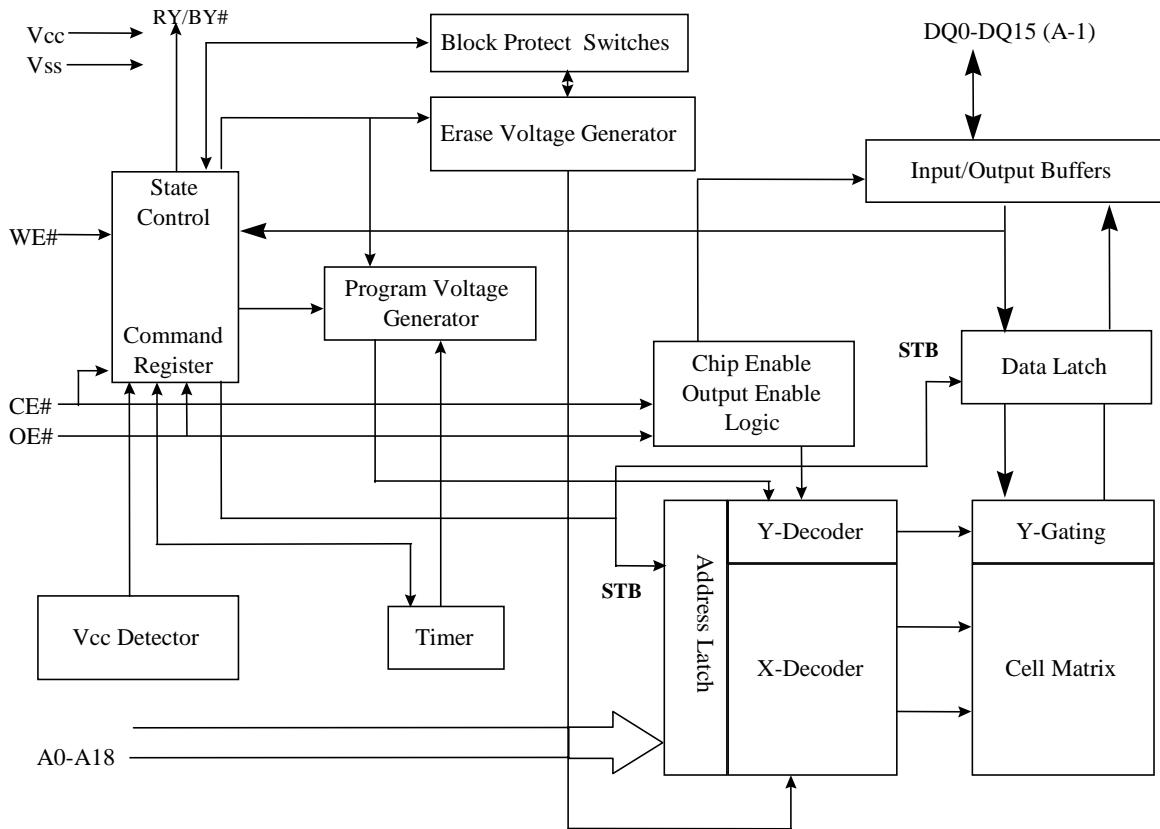 Vcc
Vss
RY/BY#
Block Protect Switches
DQ0-DQ15 (A-1)
Erase Voltage Generator
Input/Output Buffers
State
Control
WE#
Program Voltage
Generator
Command
Register
STB
Chip Enable
Output Enable
Logic
Data Latch
CE#
OE#
Y-Decoder
Y-Gating
Address Latch
STB
Vcc Detector
Timer
X-Decoder
Cell Matrix
A0-A18